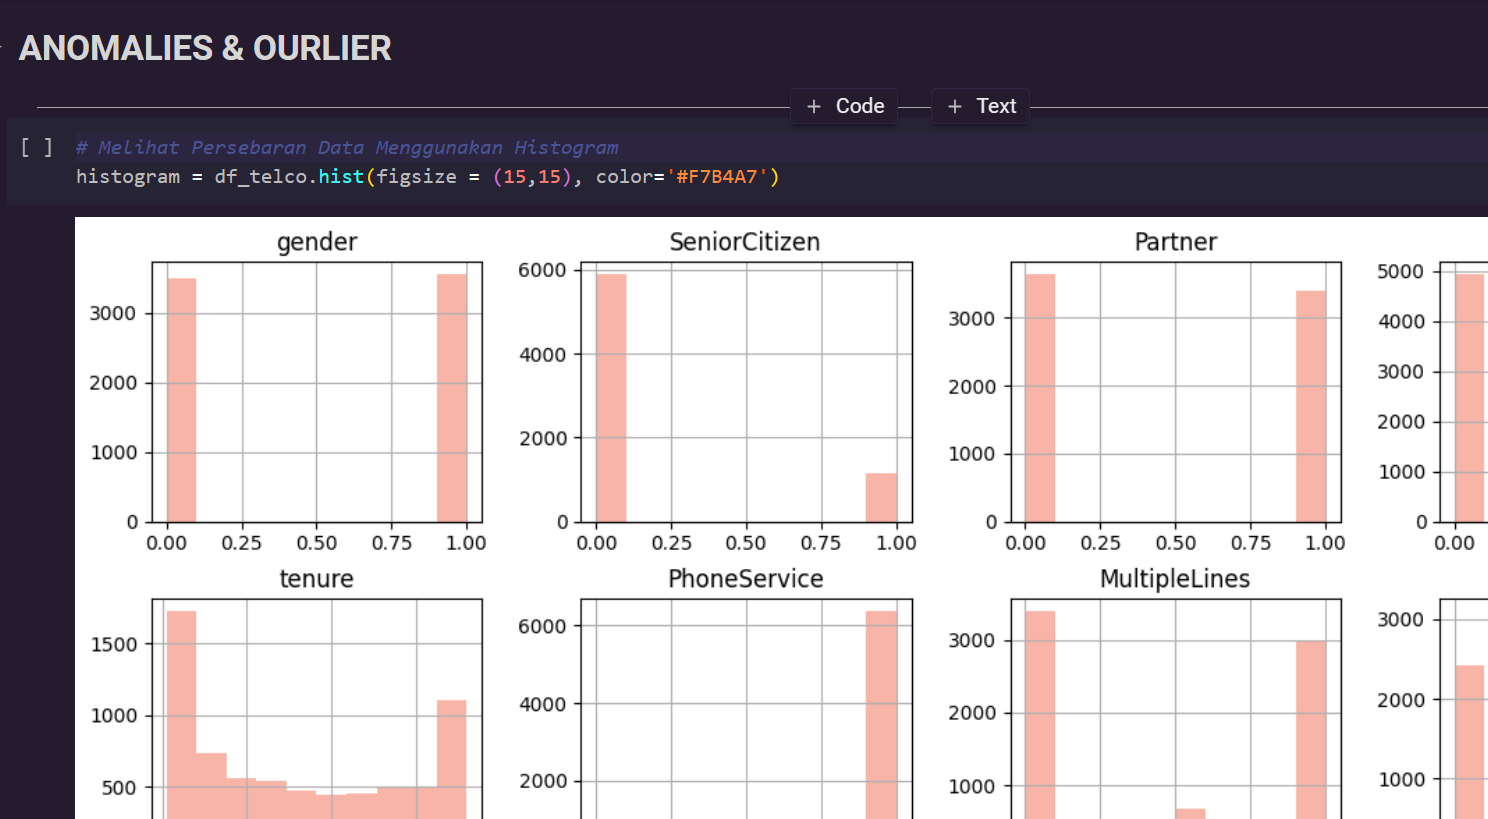 ANOMALIES & OURLIER
+ Code + Text
[ ] # Melihat Persebaran Data Menggunakan Histogram
histogram = df_telco.hist(figsize = (15,15), color='#F7B4A7')
gender SeniorCitizen Partner
3000 2000 1000 0
0.00 0.25 0.50 0.75 1.00
6000 4000 2000 0
0.00 0.25 0.50 0.75 1.00
3000 2000 1000 0
0.00 0.25 0.50 0.75 1.00
5000 4000 3000 2000 1000 0
0.00
tenure PhoneService MultipleLines
1500 1000 500
6000 4000 2000
3000 2000 1000
3000 2000 1000